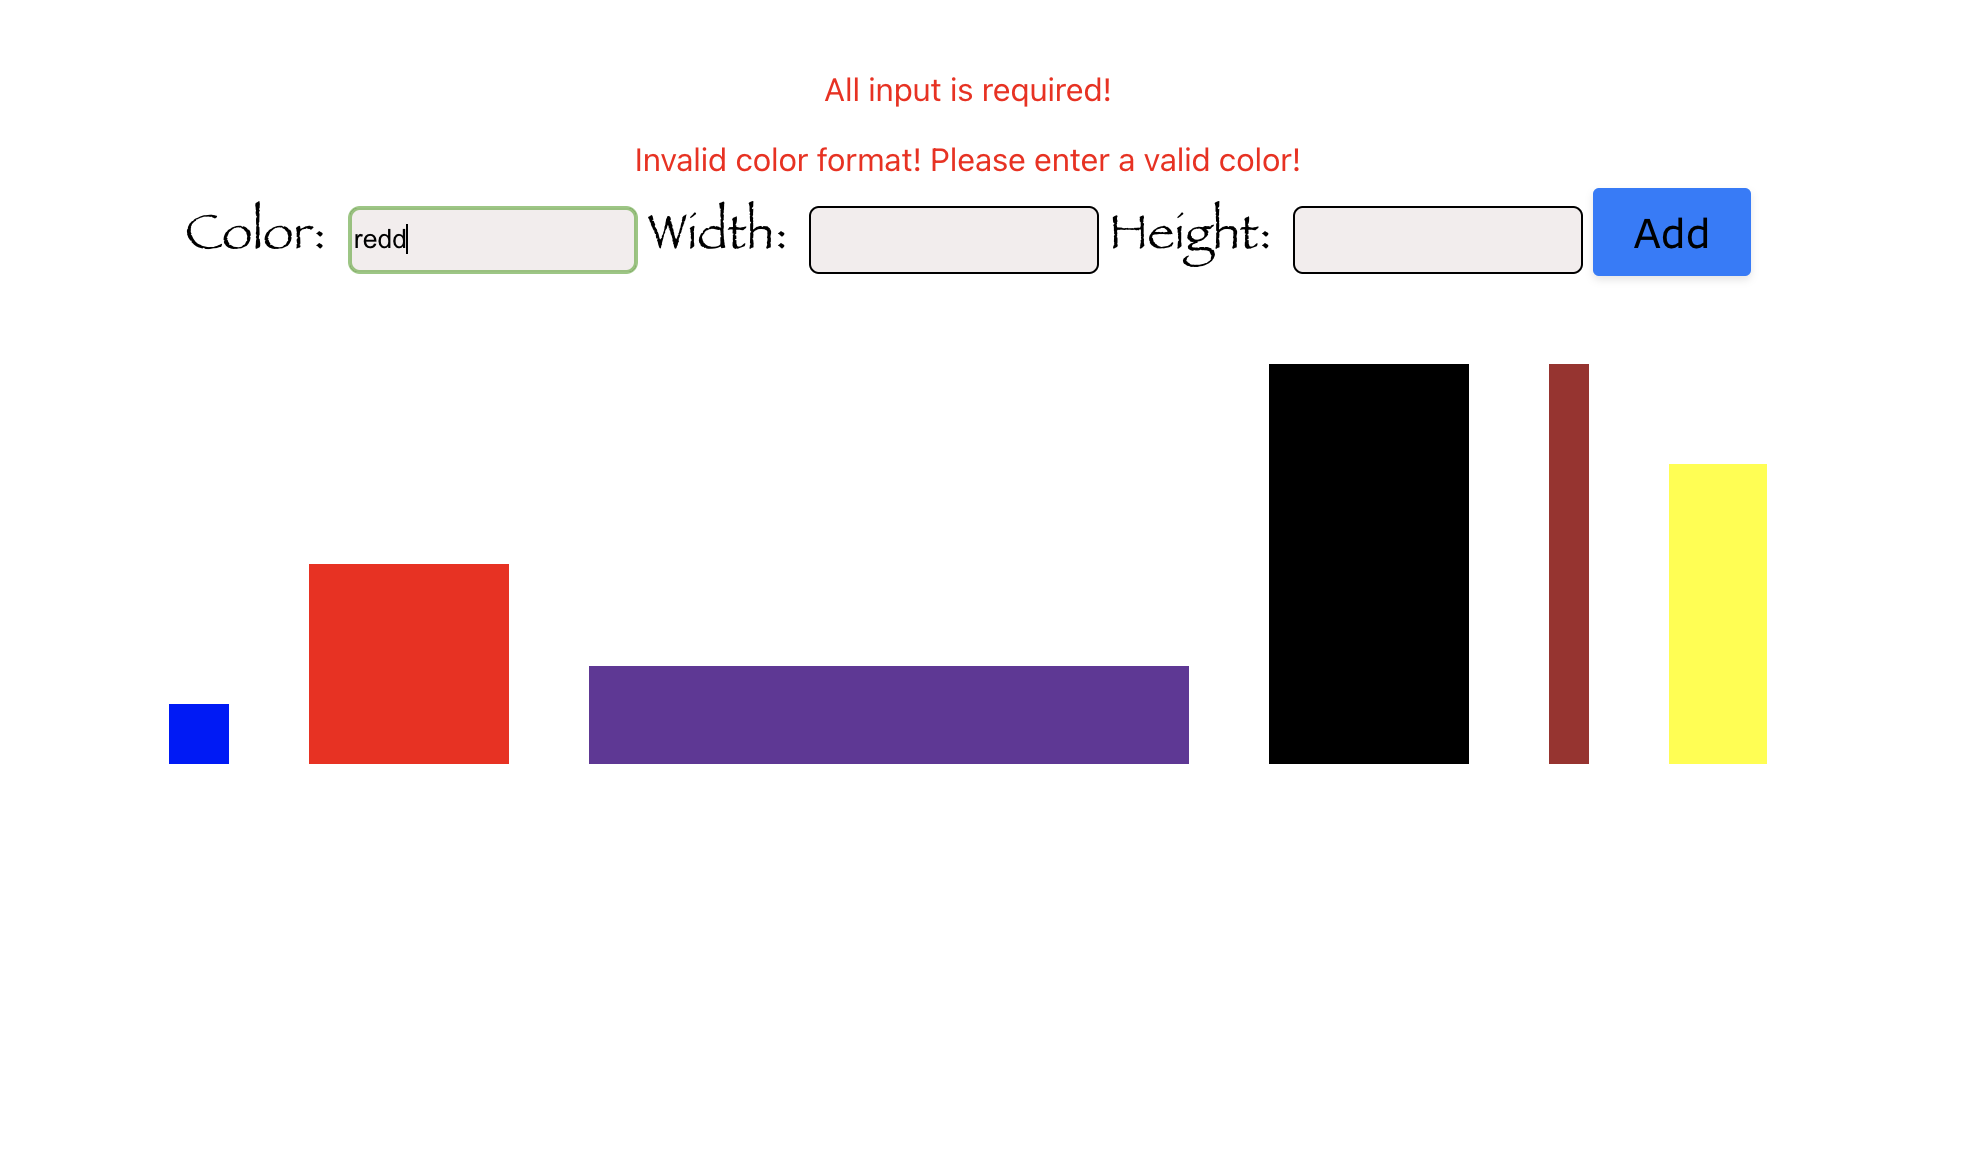 All input is required!
Invalid color format! Please enter a valid color!
Color: redd Width: Height: Add